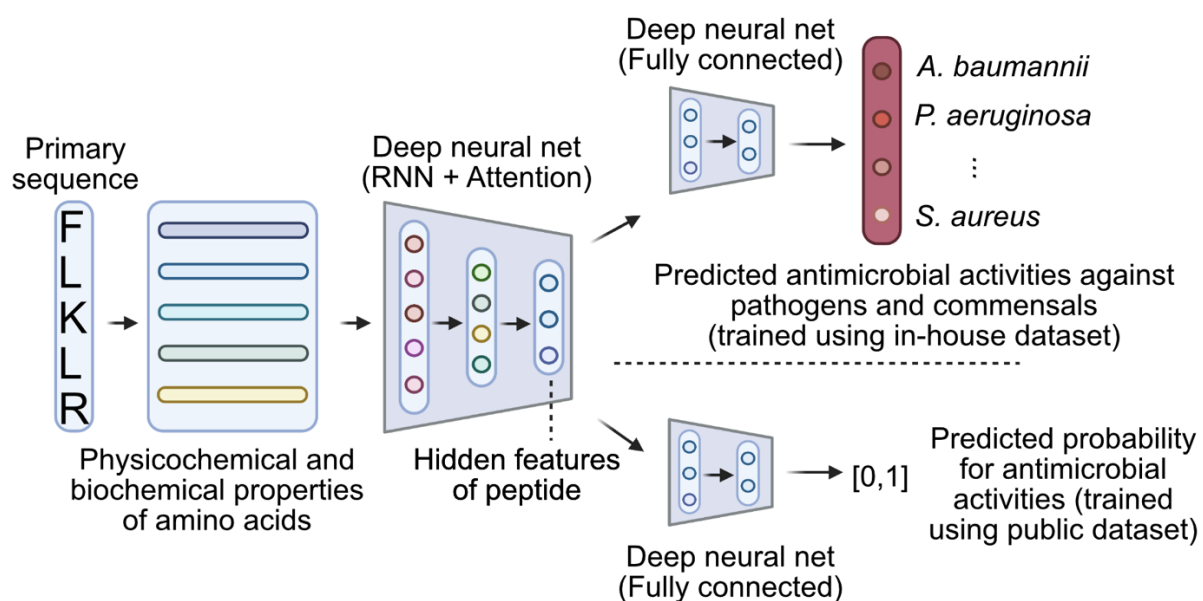 Primary
sequence
F
L
K
L
R
Physicochemical and
biochemical properties
of amino acids
Deep neural net
(RNN + Attention)
Hidden features
of peptide
Deep neural net
(Fully connected)
A. baumannii
P. aeruginosa
...
S. aureus
Predicted antimicrobial activities against
pathogens and commensals
(trained using in-house dataset)
[0,1]
Predicted probability
for antimicrobial
activities (trained
using public dataset)
Deep neural net
(Fully connected)